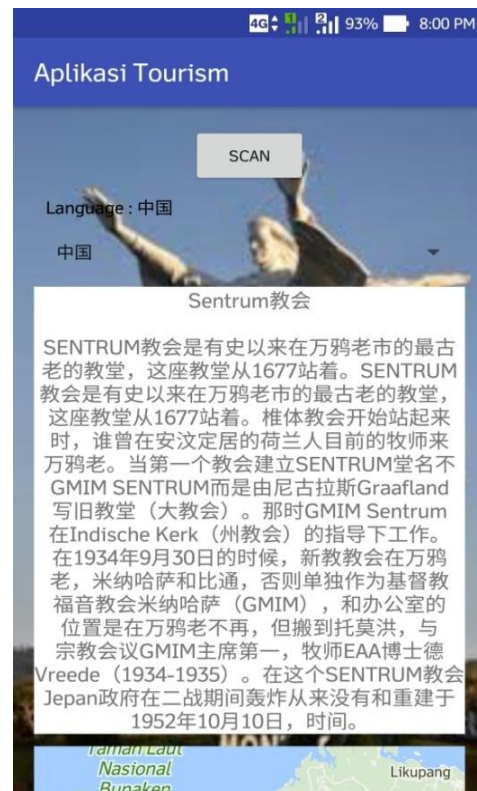 4G 1 2 93% 8:00 PM
Aplikasi Tourism
SCAN
Language : 中国
中国
Sentrum教会
SENTRUM教会是有史以来在万鸦老市的最古
老的教堂，这座教堂从1677站着。SENTRUM
教会是有史以来在万鸦老市的最古老的教堂，
这座教堂从1677站着。椎体教会开始站起来
时，谁曾在安汶定居的荷兰人目前的牧师来
万鸦老。当第一个教会建立SENTRUM堂名不
GMIM SENTRUM而是由尼古拉斯Graafland
写旧教堂（大教会）。那时GMIM Sentrum
在Indische Kerk（州教会）的指导下工作。
在1934年9月30日的时候，新教教会在万鸦
老，米纳哈萨和比通，否则单独作为基督教
福音教会米纳哈萨（GMIM），和办公室的
位置是在万鸦老不再，但搬到托莫洪，与
宗教会议GMIM主席第一，牧师EAA博士德
Vreede（1934-1935）。在这个SENTRUM教会
Jepan政府在二战期间轰炸从来没有和重建于
1952年10月10日，时间。
Taman Laut
Nasional
Bunaken
Likupang